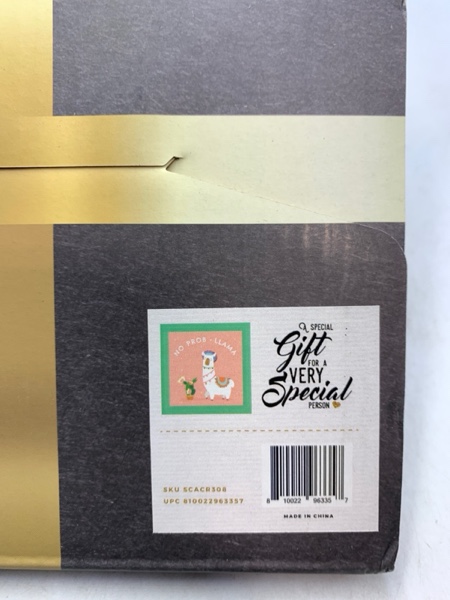 NO PROB-LLAMA
A SPECIAL
Gift
FOR A
VERY
Special
PERSON
SKU SCACR308
UPC 810022963357
8 10022 96335 7
MADE IN CHINA